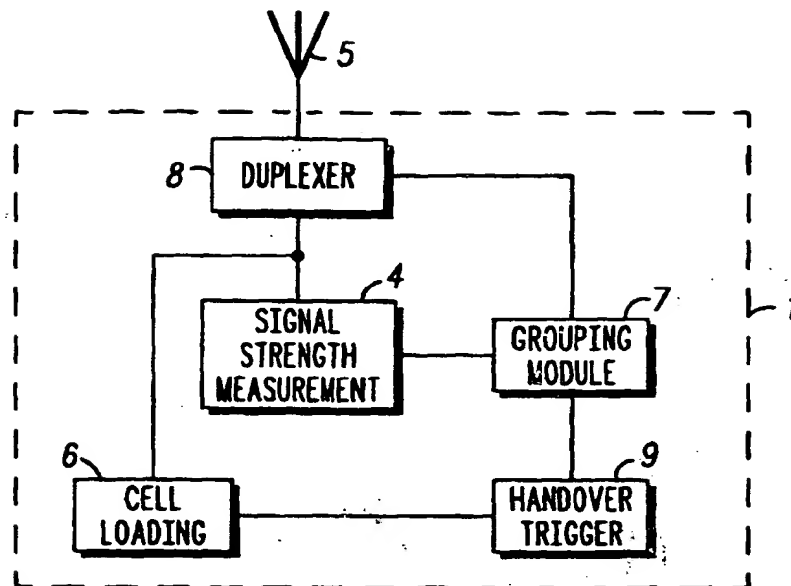 5
8
DUPLEXER
4
SIGNAL
STRENGTH
MEASUREMENT
7
GROUPING
MODULE
6
CELL
LOADING
9
HANDOVER
TRIGGER